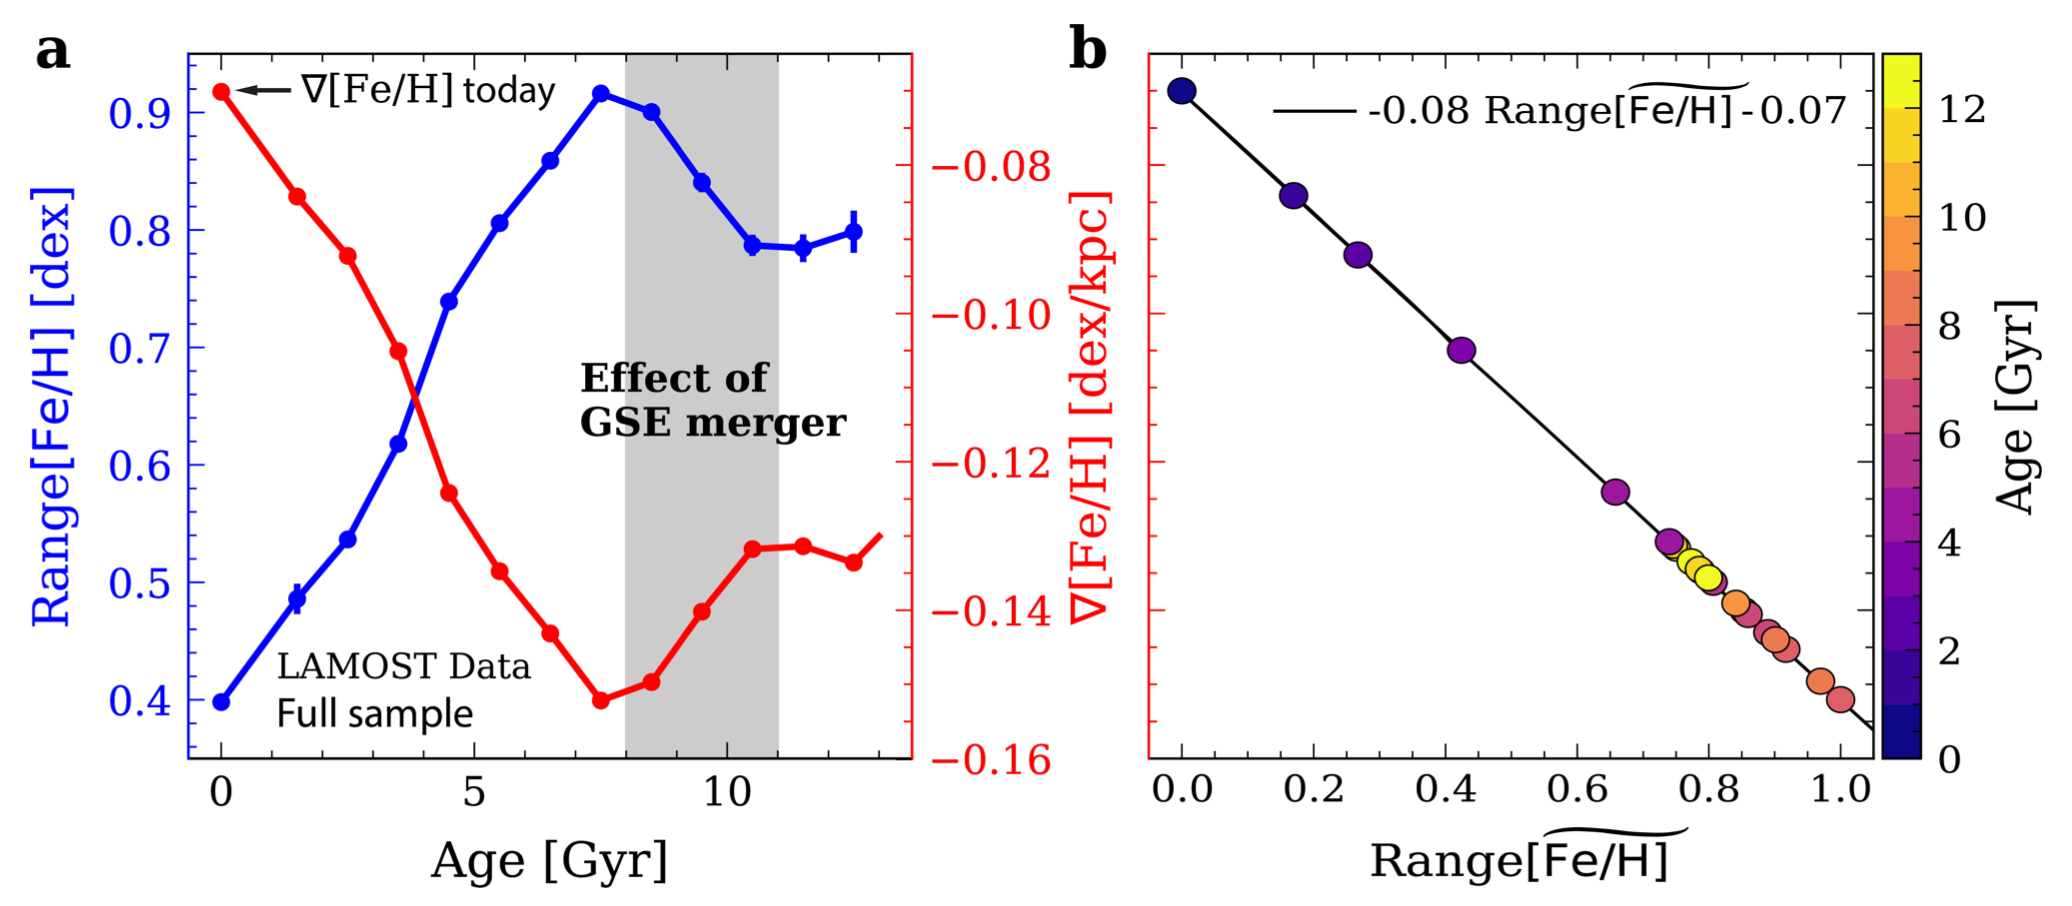 a
∇[Fe/H] today
0.9
0.8
0.7
0.6
0.5
0.4
Range[Fe/H] [dex]
Effect of
GSE merger
LAMOST Data
Full sample
0 5 10
Age [Gyr]
−0.08
−0.10
−0.12
−0.14
−0.16
∇[Fe/H] [dex/kpc]
b
-0.08 Range[F͠e/H] -0.07
0.0 0.2 0.4 0.6 0.8 1.0
Range[F͠e/H]
12
10
8
6
4
2
0
Age [Gyr]